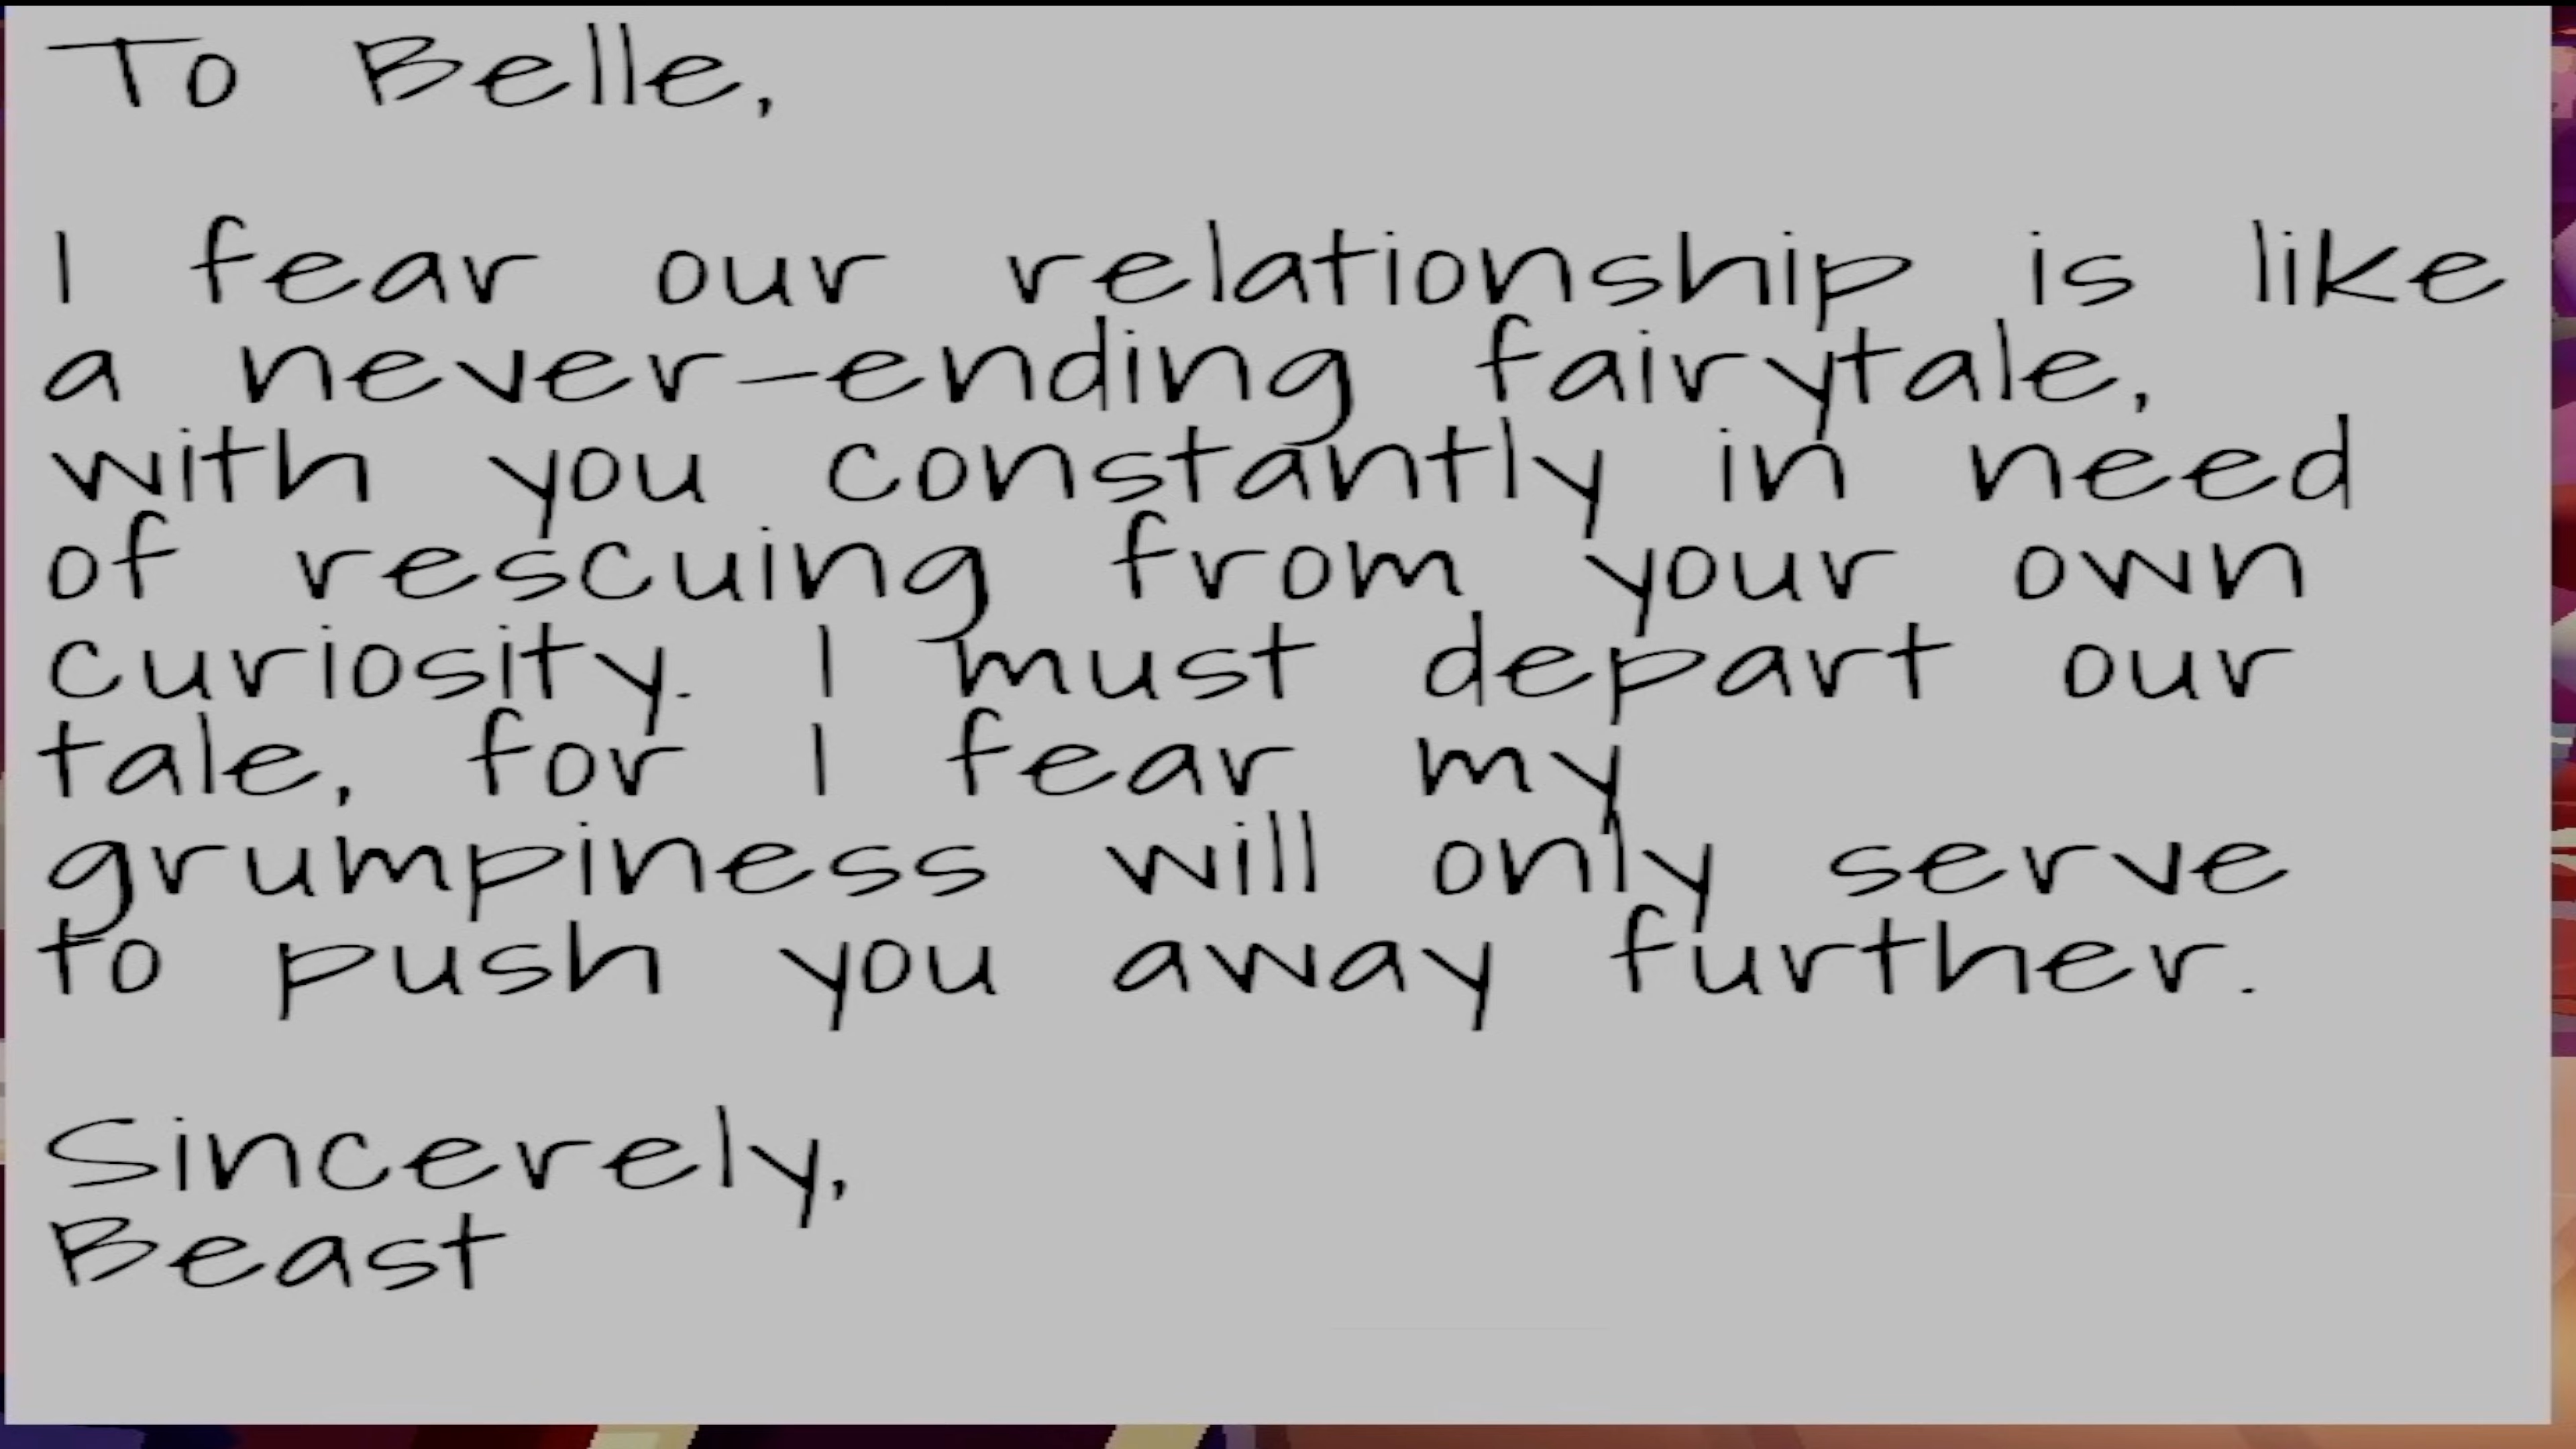 To Belle,
I fear our relationship is like
a never-ending fairytale,
with you constantly in need
of rescuing from your own
curiosity. I must depart our
tale, for I fear my
grumpiness will only serve
to push you away further.
Sincerely,
Beast